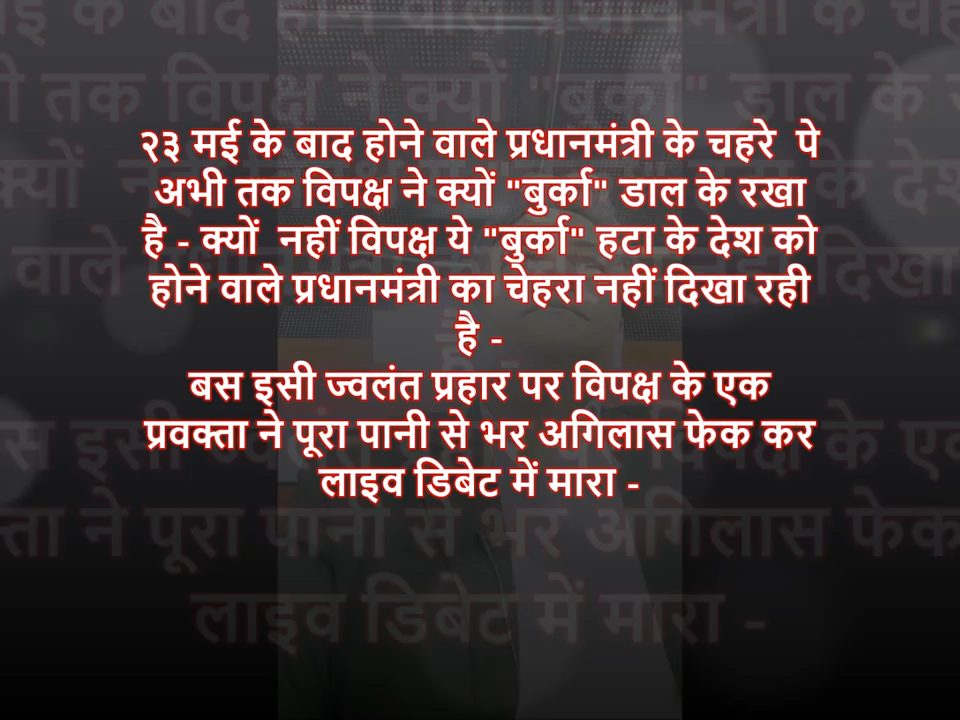 २३ मई के बाद होने वाले प्रधानमंत्री के चहरे पे
अभी तक विपक्ष ने क्यों "बुर्का" डाल के रखा
है - क्यों नहीं विपक्ष ये "बुर्का" हटा के देश को
होने वाले प्रधानमंत्री का चेहरा नहीं दिखा रही
है -
बस इसी ज्वलंत प्रहार पर विपक्ष के एक
प्रवक्ता ने पूरा पानी से भर अगिलास फेक कर
लाइव डिबेट में मारा -